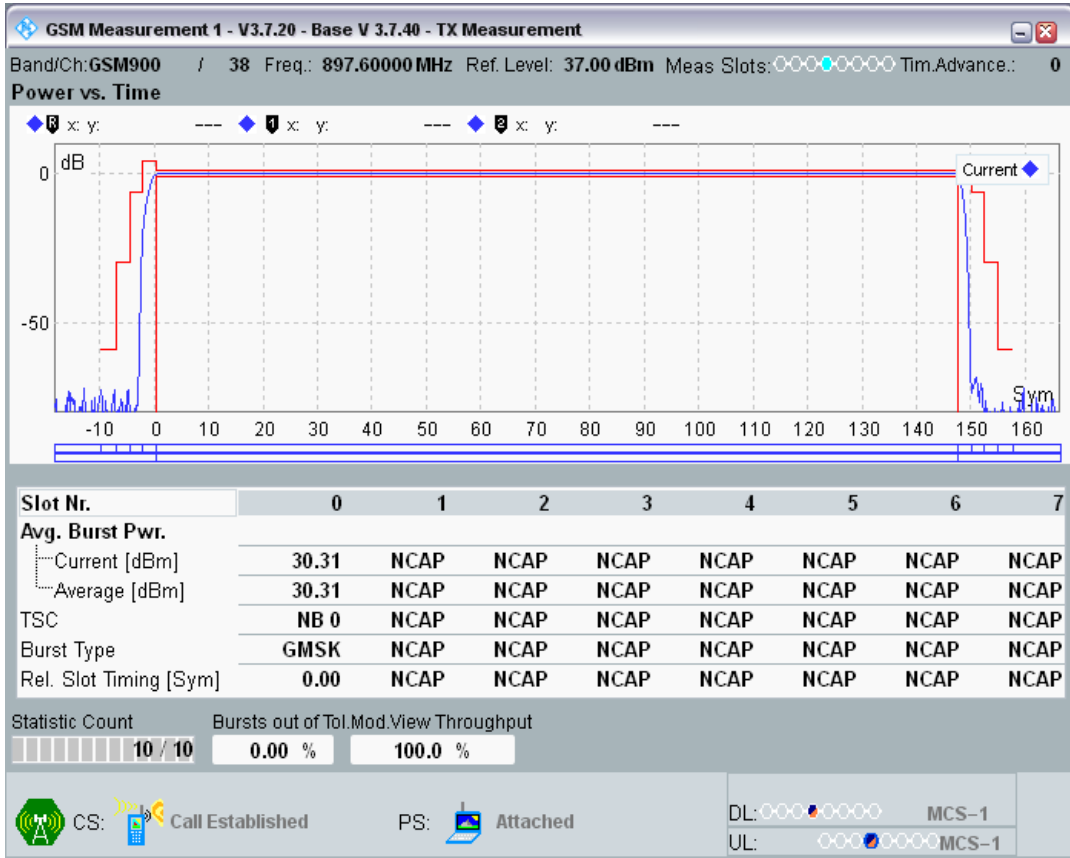 GSM Measurement 1 - V3.7.20 - Base V 3.7.40 - TX Measurement
Band/Ch:GSM900 / 38 Freq.: 897.60000 MHz Ref. Level: 37.00 dBm Meas Slots: Tim.Advance.: 0
Power vs. Time
R x: y: --- 1 x: y: --- 2 x: y: ---
dB
Current
0
-50
Sym
-10 0 10 20 30 40 50 60 70 80 90 100 110 120 130 140 150 160
Slot Nr. 0 1 2 3 4 5 6 7
Avg. Burst Pwr.
Current [dBm] 30.31 NCAP NCAP NCAP NCAP NCAP NCAP NCAP
Average [dBm] 30.31 NCAP NCAP NCAP NCAP NCAP NCAP NCAP
TSC NB 0 NCAP NCAP NCAP NCAP NCAP NCAP NCAP
Burst Type GMSK NCAP NCAP NCAP NCAP NCAP NCAP NCAP
Rel. Slot Timing [Sym] 0.00 NCAP NCAP NCAP NCAP NCAP NCAP NCAP
Statistic Count Bursts out of Tol. Mod.View Throughput
10 / 10 0.00 % 100.0 %
CS: Call Established PS: Attached
DL: MCS-1
UL: MCS-1